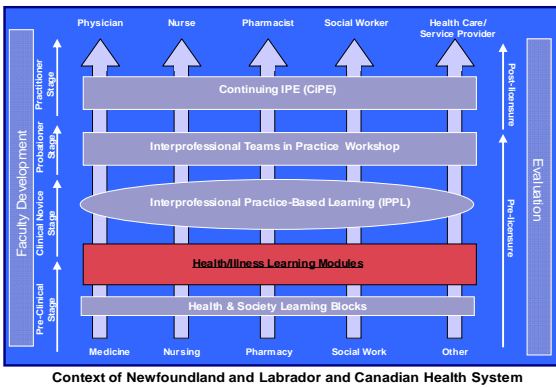 Physician Nurse Pharmacist Social Worker Health Care/
Service Provider
Faculty Development
Practitioner
Stage
Probationer
Stage
Clinical Novice
Stage
Pre-Clinical
Stage
Continuing IPE (CiPE)
Interprofessional Teams in Practice Workshop
Interprofessional Practice-Based Learning (IPPL)
Health/Illness Learning Modules
Health & Society Learning Blocks
Post-licensure
Pre-licensure
Evaluation
Medicine Nursing Pharmacy Social Work Other
Context of Newfoundland and Labrador and Canadian Health System